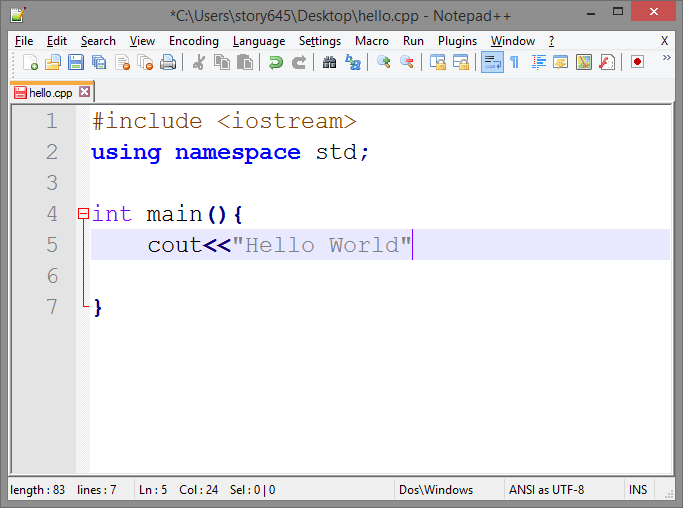 *C:\Users\story645\Desktop\hello.cpp - Notepad++
File Edit Search View Encoding Language Settings Macro Run Plugins Window ? X
hello.cpp
1 #include <iostream>
2 using namespace std;
3
4 int main(){
5 cout<<"Hello World"
6
7 }
length : 83 lines : 7 Ln : 5 Col : 24 Sel : 0 | 0 Dos\Windows ANSI as UTF-8 INS